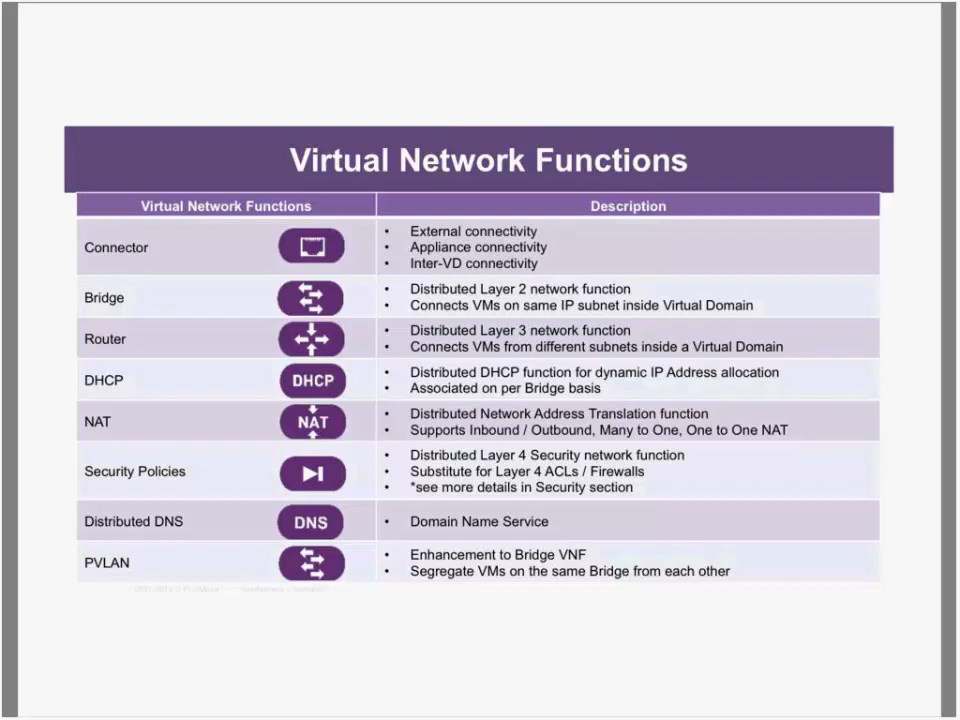 Virtual Network Functions
Virtual Network Functions
Description
Connector
• External connectivity
• Appliance connectivity
• Inter-VD connectivity
Bridge
• Distributed Layer 2 network function
• Connects VMs on same IP subnet inside Virtual Domain
Router
• Distributed Layer 3 network function
• Connects VMs from different subnets inside a Virtual Domain
DHCP
DHCP
• Distributed DHCP function for dynamic IP Address allocation
• Associated on per Bridge basis
NAT
NAT
• Distributed Network Address Translation function
• Supports Inbound / Outbound, Many to One, One to One NAT
Security Policies
• Distributed Layer 4 Security network function
• Substitute for Layer 4 ACLs / Firewalls
• *see more details in Security section
Distributed DNS
DNS
• Domain Name Service
PVLAN
• Enhancement to Bridge VNF
• Segregate VMs on the same Bridge from each other